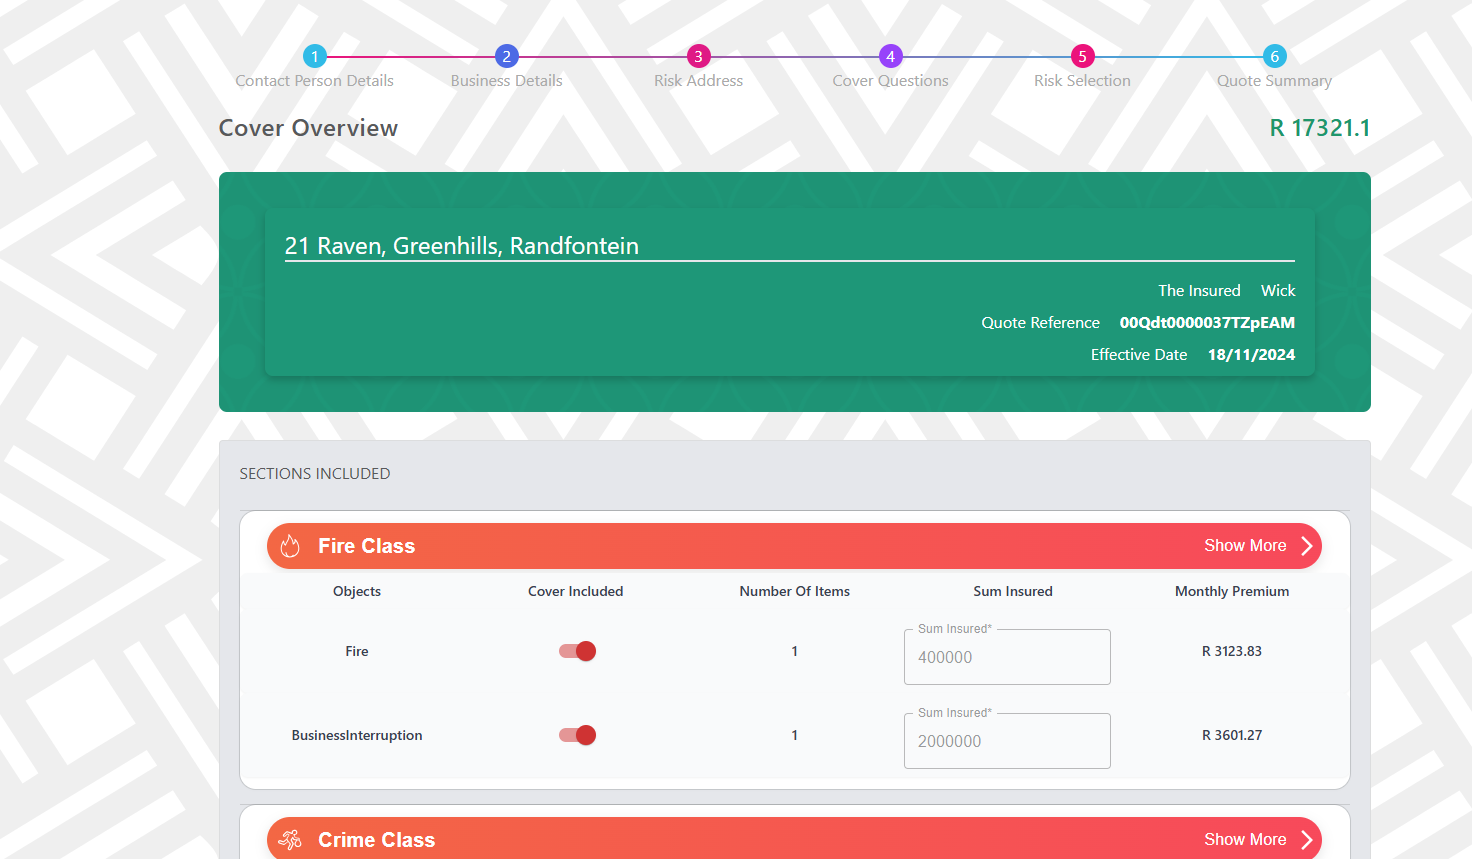 1 2 3 4 5 6
Contact Person Details Business Details Risk Address Cover Questions Risk Selection Quote Summary
Cover Overview R 17321.1
21 Raven, Greenhills, Randfontein
The Insured Wick
Quote Reference 00Qdt0000037TZpEAM
Effective Date 18/11/2024
SECTIONS INCLUDED
Fire Class Show More
Objects Cover Included Number Of Items Sum Insured Monthly Premium
Sum Insured*
Fire 1 400000 R 3123.83
Sum Insured*
BusinessInterruption 1 2000000 R 3601.27
Crime Class Show More